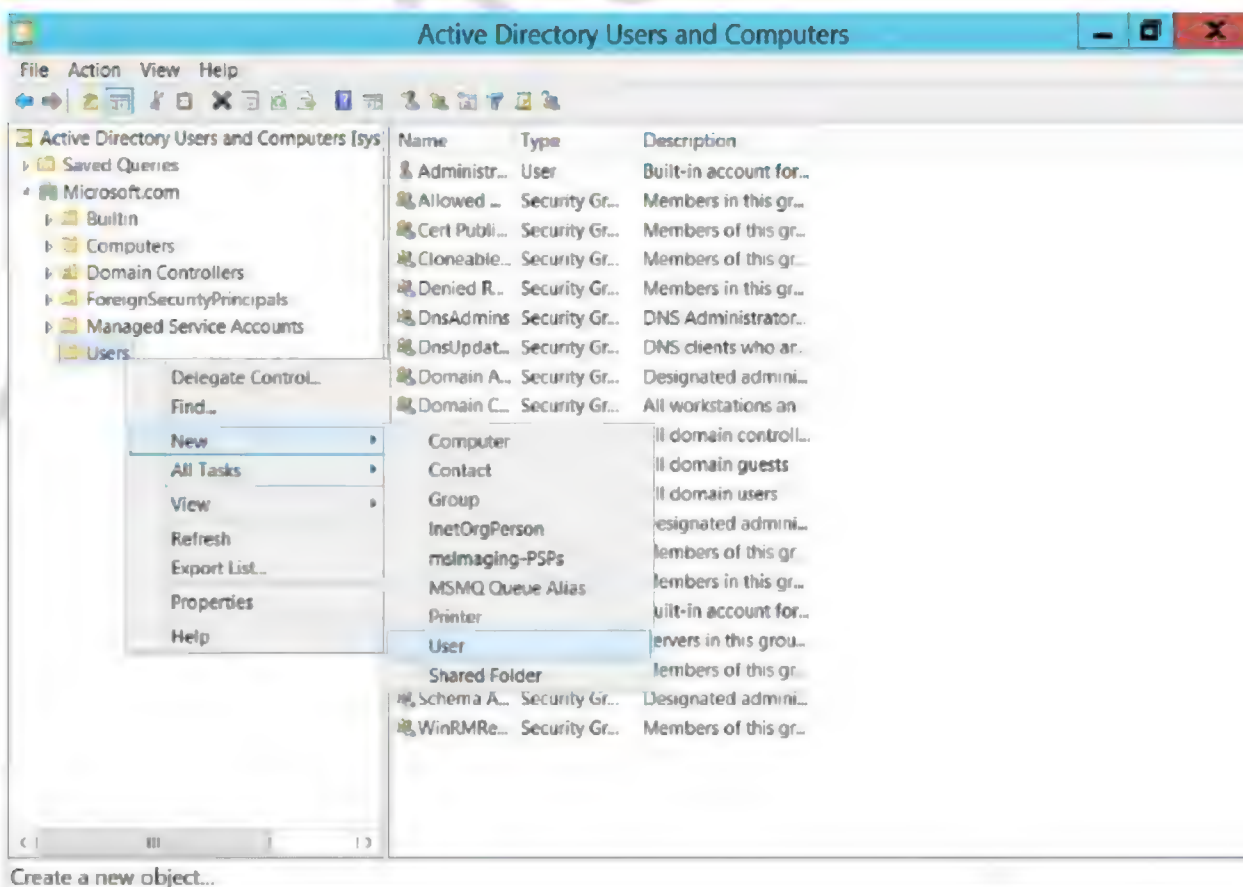 Active Directory Users and Computers
File Action View Help
Active Directory Users and Computers [sys
Saved Queries
Microsoft.com
Builtin
Computers
Domain Controllers
ForeignSecurityPrincipals
Managed Service Accounts
Users
Delegate Control...
Find...
New
All Tasks
View
Refresh
Export List...
Properties
Help
Computer
Contact
Group
InetOrgPerson
msImaging-PSPs
MSMQ Queue Alias
Printer
User
Shared Folder
Name Type Description
Administr... User Built-in account for...
Allowed ... Security Gr... Members in this gr...
Cert Publi... Security Gr... Members of this gr...
Cloneable... Security Gr... Members of this gr...
Denied R... Security Gr... Members in this gr...
DnsAdmins Security Gr... DNS Administrator...
DnsUpdat... Security Gr... DNS clients who ar...
Domain A... Security Gr... Designated admini...
Domain C... Security Gr... All workstations an
ll domain controll...
ll domain guests
ll domain users
esignated admini...
embers of this gr...
embers in this gr...
uilt-in account for...
ervers in this grou...
embers of this gr...
Schema A... Security Gr... Designated admini...
WinRMRe... Security Gr... Members of this gr...
Create a new object...